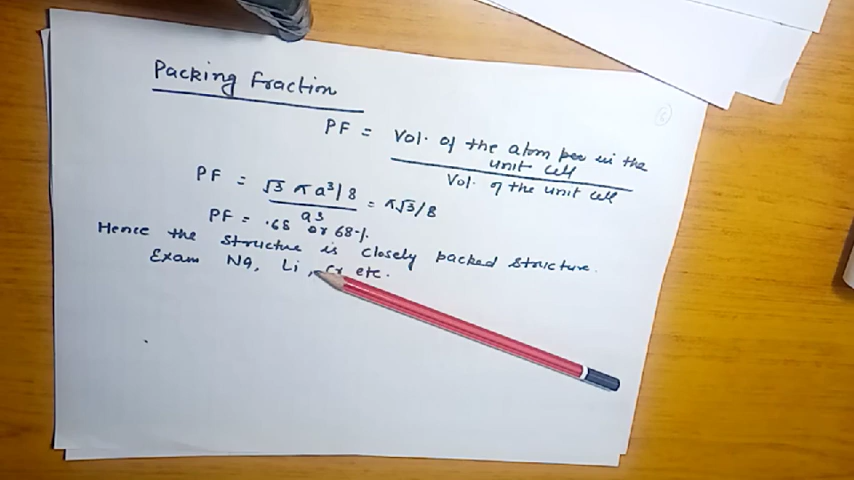 Packing Fraction
PF = Vol. of the atom per in the
unit cell
Vol. of the unit cell
PF = √3 π a³/8 = π√3/8
a³
PF = .68 or 68%
Hence the structure is closely packed structure.
Exam Na, Li, Cr etc.